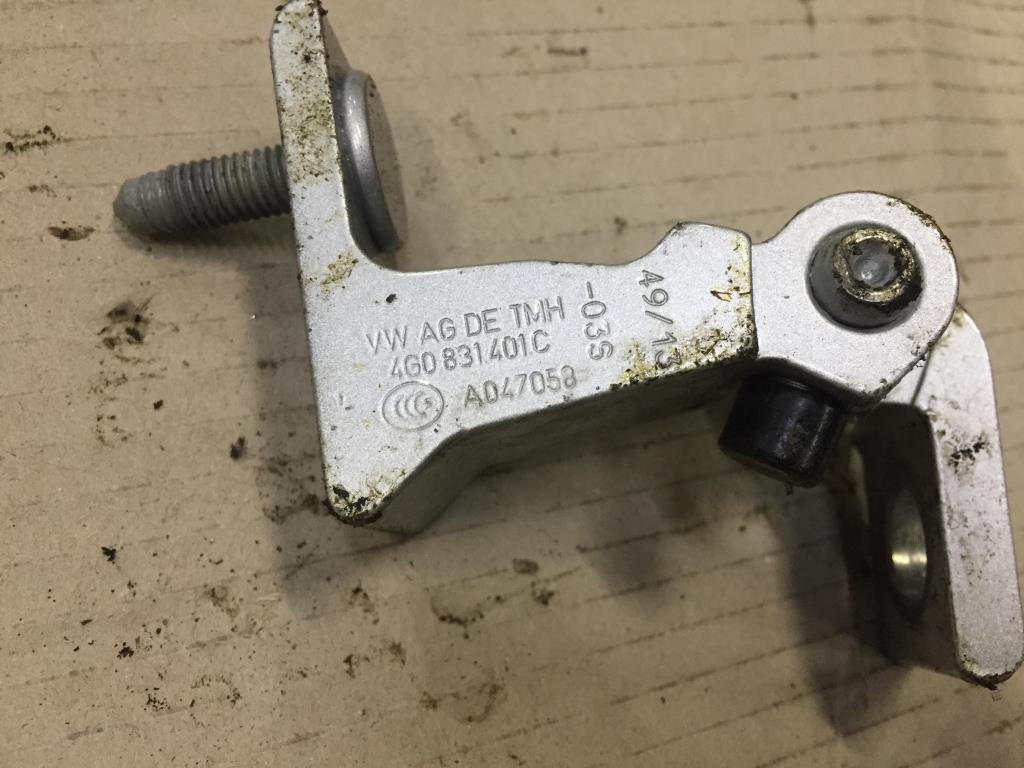 VW AG DE TMH
4G0 831 401 C
A047058
-03S
49/13